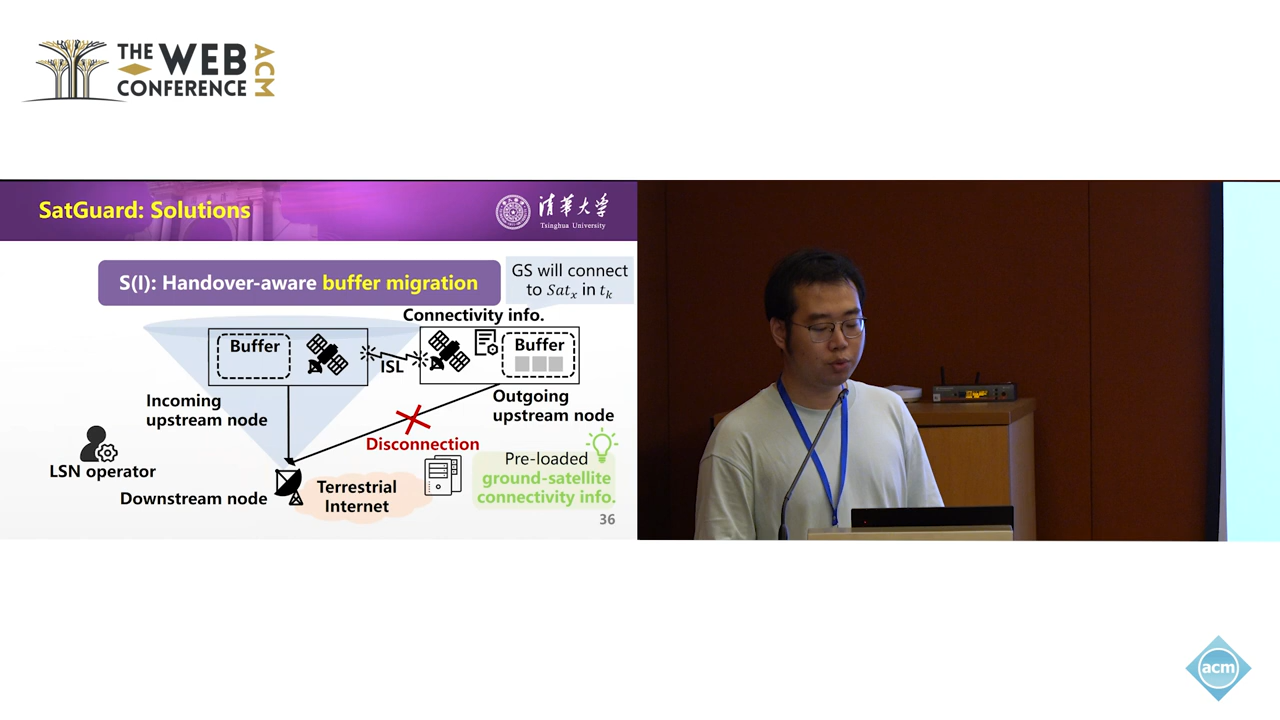 THE WEB
CONFERENCE
ACM
SatGuard: Solutions
清华大学
Tsinghua University
S(I): Handover-aware buffer migration
GS will connect
to Satₓ in tₖ
Connectivity info.
Buffer
ISL
Buffer
Incoming
upstream node
Outgoing
upstream node
Disconnection
LSN operator
Downstream node
Terrestrial
Internet
Pre-loaded
ground-satellite
connectivity info.
36
acm